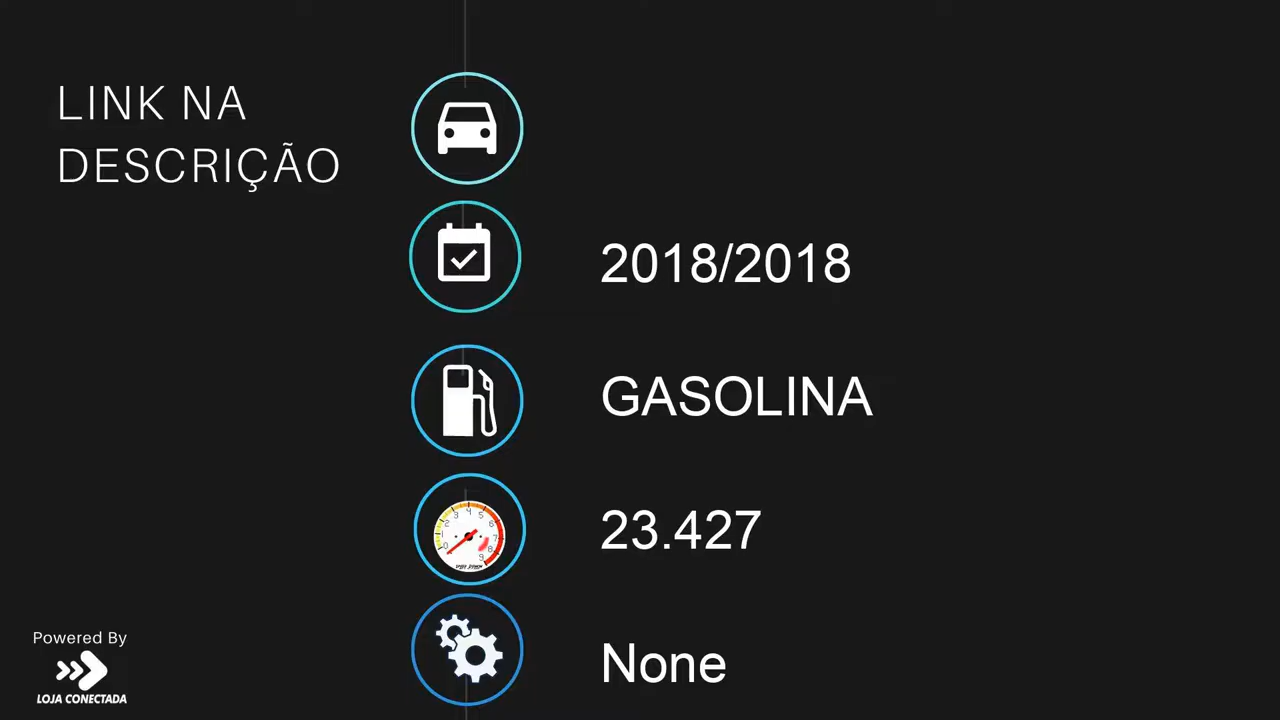 LINK NA
DESCRIÇÃO
2018/2018
GASOLINA
23.427
None
Powered By
LOJA CONECTADA